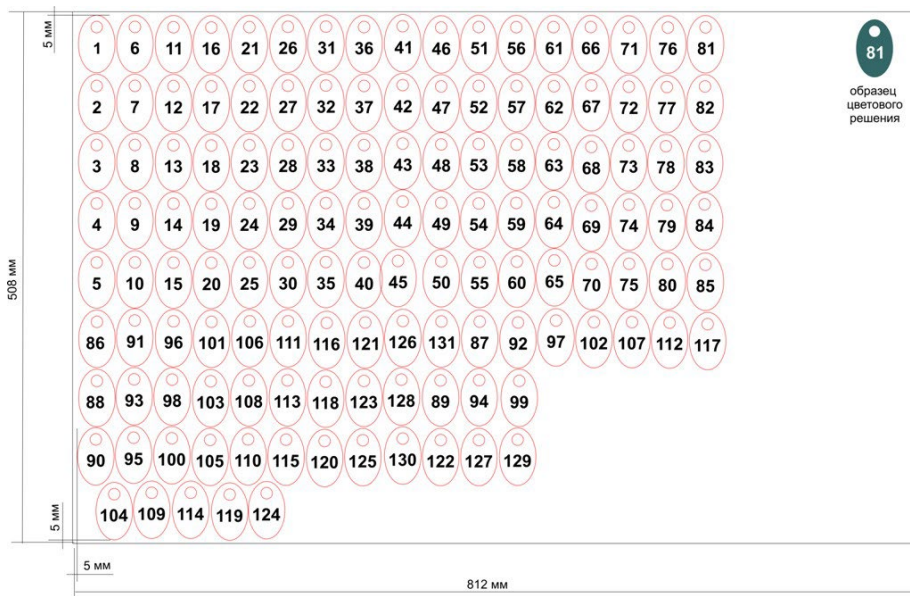 5 мм
1 6 11 16 21 26 31 36 41 46 51 56 61 66 71 76 81
81
образец
цветового
решения
2 7 12 17 22 27 32 37 42 47 52 57 62 67 72 77 82
3 8 13 18 23 28 33 38 43 48 53 58 63 68 73 78 83
4 9 14 19 24 29 34 39 44 49 54 59 64 69 74 79 84
5 10 15 20 25 30 35 40 45 50 55 60 65 70 75 80 85
508 мм
86 91 96 101 106 111 116 121 126 131 87 92 97 102 107 112 117
88 93 98 103 108 113 118 123 128 89 94 99
90 95 100 105 110 115 120 125 130 122 127 129
104 109 114 119 124
5 мм
5 мм
812 мм